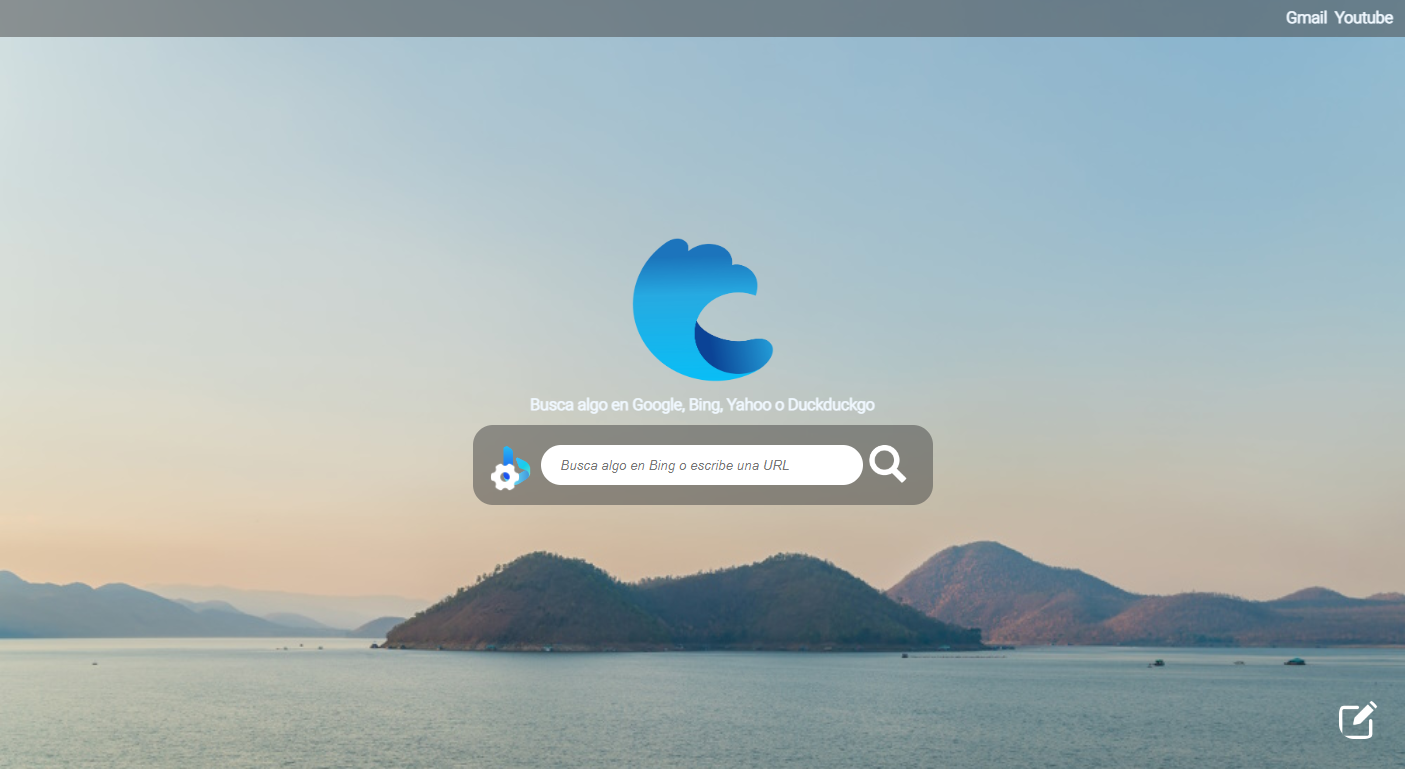 Gmail Youtube
Busca algo en Google, Bing, Yahoo o Duckduckgo
Busca algo en Bing o escribe una URL